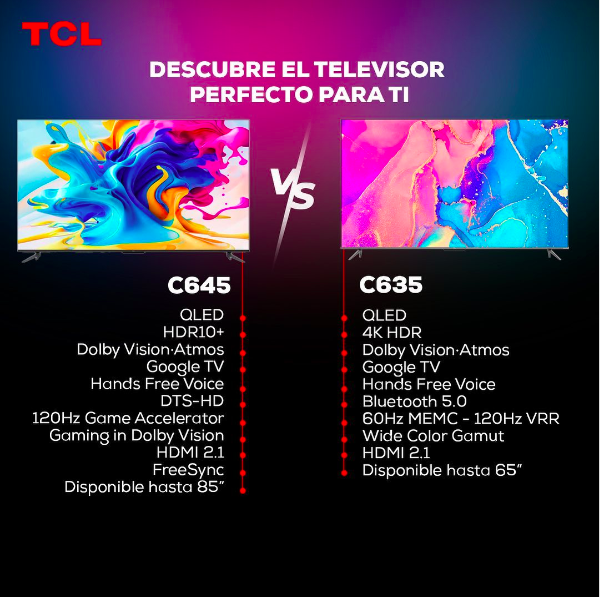 TCL
DESCUBRE EL TELEVISOR
PERFECTO PARA TI
VS
C645
QLED
HDR10+
Dolby Vision·Atmos
Google TV
Hands Free Voice
DTS-HD
120Hz Game Accelerator
Gaming in Dolby Vision
HDMI 2.1
FreeSync
Disponible hasta 85”
C635
QLED
4K HDR
Dolby Vision·Atmos
Google TV
Hands Free Voice
Bluetooth 5.0
60Hz MEMC - 120Hz VRR
Wide Color Gamut
HDMI 2.1
Disponible hasta 65”